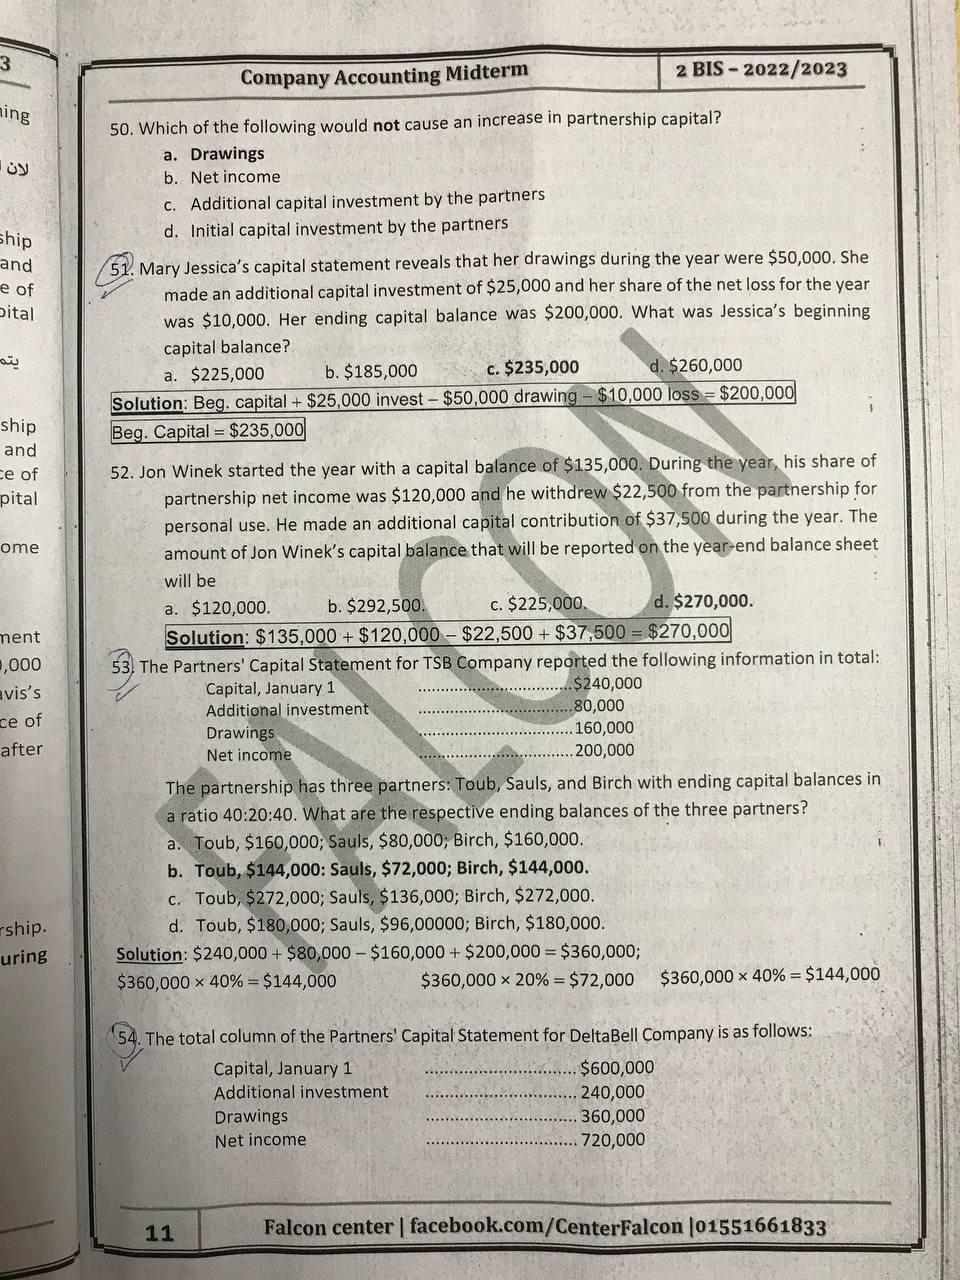 3
ning
لان
ship
and
e of
pital
يتم
ship
and
ce of
pital
ome
ment
0,000
avis's
ce of
after
rship.
uring
Company Accounting Midterm
2 BIS – 2022/2023
50. Which of the following would not cause an increase in partnership capital?
a. Drawings
b. Net income
c. Additional capital investment by the partners
d. Initial capital investment by the partners
51. Mary Jessica's capital statement reveals that her drawings during the year were $50,000. She
made an additional capital investment of $25,000 and her share of the net loss for the year
was $10,000. Her ending capital balance was $200,000. What was Jessica's beginning
capital balance?
a. $225,000 b. $185,000 c. $235,000 d. $260,000
Solution: Beg. capital + $25,000 invest – $50,000 drawing – $10,000 loss = $200,000
Beg. Capital = $235,000
52. Jon Winek started the year with a capital balance of $135,000. During the year, his share of
partnership net income was $120,000 and he withdrew $22,500 from the partnership for
personal use. He made an additional capital contribution of $37,500 during the year. The
amount of Jon Winek's capital balance that will be reported on the year-end balance sheet
will be
a. $120,000. b. $292,500. c. $225,000. d. $270,000.
Solution: $135,000 + $120,000 – $22,500 + $37,500 = $270,000
53. The Partners' Capital Statement for TSB Company reported the following information in total:
Capital, January 1 ................................ $240,000
Additional investment ................................ 80,000
Drawings ................................ 160,000
Net income ................................ 200,000
The partnership has three partners: Toub, Sauls, and Birch with ending capital balances in
a ratio 40:20:40. What are the respective ending balances of the three partners?
a. Toub, $160,000; Sauls, $80,000; Birch, $160,000.
b. Toub, $144,000: Sauls, $72,000; Birch, $144,000.
c. Toub, $272,000; Sauls, $136,000; Birch, $272,000.
d. Toub, $180,000; Sauls, $96,00000; Birch, $180,000.
Solution: $240,000 + $80,000 – $160,000 + $200,000 = $360,000;
$360,000 × 40% = $144,000 $360,000 × 20% = $72,000 $360,000 × 40% = $144,000
54. The total column of the Partners' Capital Statement for DeltaBell Company is as follows:
Capital, January 1 ................................ $600,000
Additional investment ................................ 240,000
Drawings ................................ 360,000
Net income ................................ 720,000
FALCON
11
Falcon center | facebook.com/CenterFalcon |01551661833